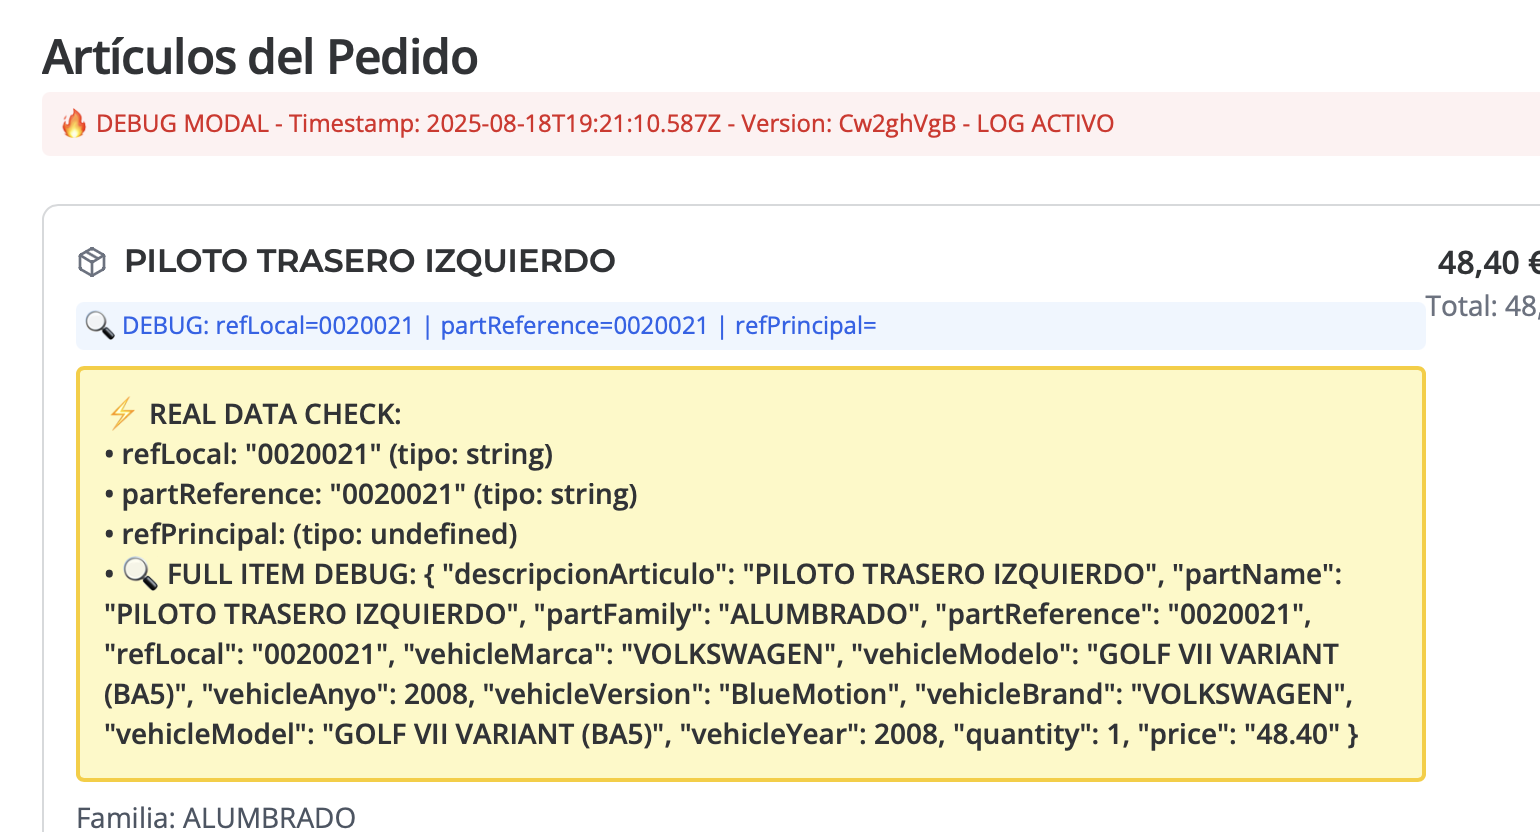 Artículos del Pedido
🔥 DEBUG MODAL - Timestamp: 2025-08-18T19:21:10.587Z - Version: Cw2ghVgB - LOG ACTIVO
PILOTO TRASERO IZQUIERDO
48,40 €
🔍 DEBUG: refLocal=0020021 | partReference=0020021 | refPrincipal=
Total: 48,
⚡ REAL DATA CHECK:
• refLocal: "0020021" (tipo: string)
• partReference: "0020021" (tipo: string)
• refPrincipal: (tipo: undefined)
• 🔍 FULL ITEM DEBUG: { "descripcionArticulo": "PILOTO TRASERO IZQUIERDO", "partName":
"PILOTO TRASERO IZQUIERDO", "partFamily": "ALUMBRADO", "partReference": "0020021",
"refLocal": "0020021", "vehicleMarca": "VOLKSWAGEN", "vehicleModelo": "GOLF VII VARIANT
(BA5)", "vehicleAnyo": 2008, "vehicleVersion": "BlueMotion", "vehicleBrand": "VOLKSWAGEN",
"vehicleModel": "GOLF VII VARIANT (BA5)", "vehicleYear": 2008, "quantity": 1, "price": "48.40" }
Familia: ALUMBRADO